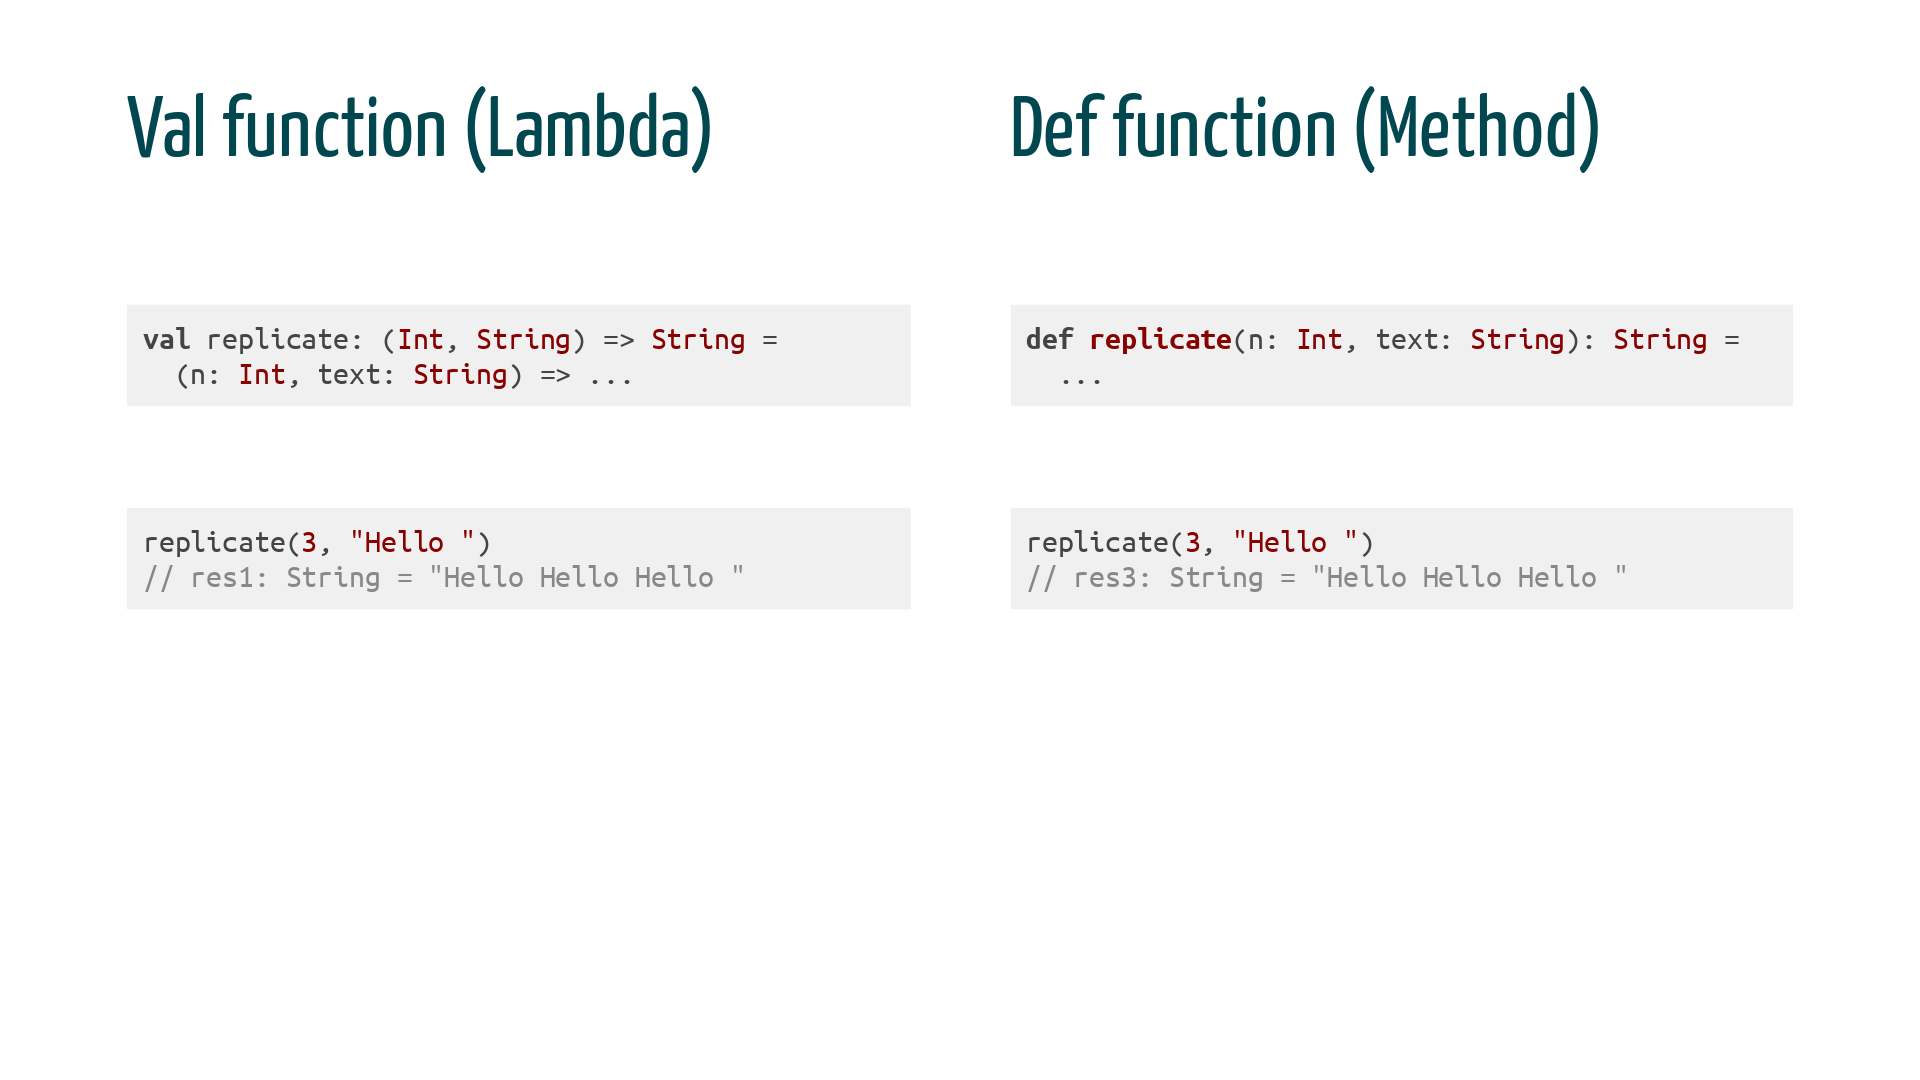 Val function (Lambda)
val replicate: (Int, String) => String =
  (n: Int, text: String) => ...
replicate(3, "Hello ")
// res1: String = "Hello Hello Hello "
Def function (Method)
def replicate(n: Int, text: String): String =
  ...
replicate(3, "Hello ")
// res3: String = "Hello Hello Hello "